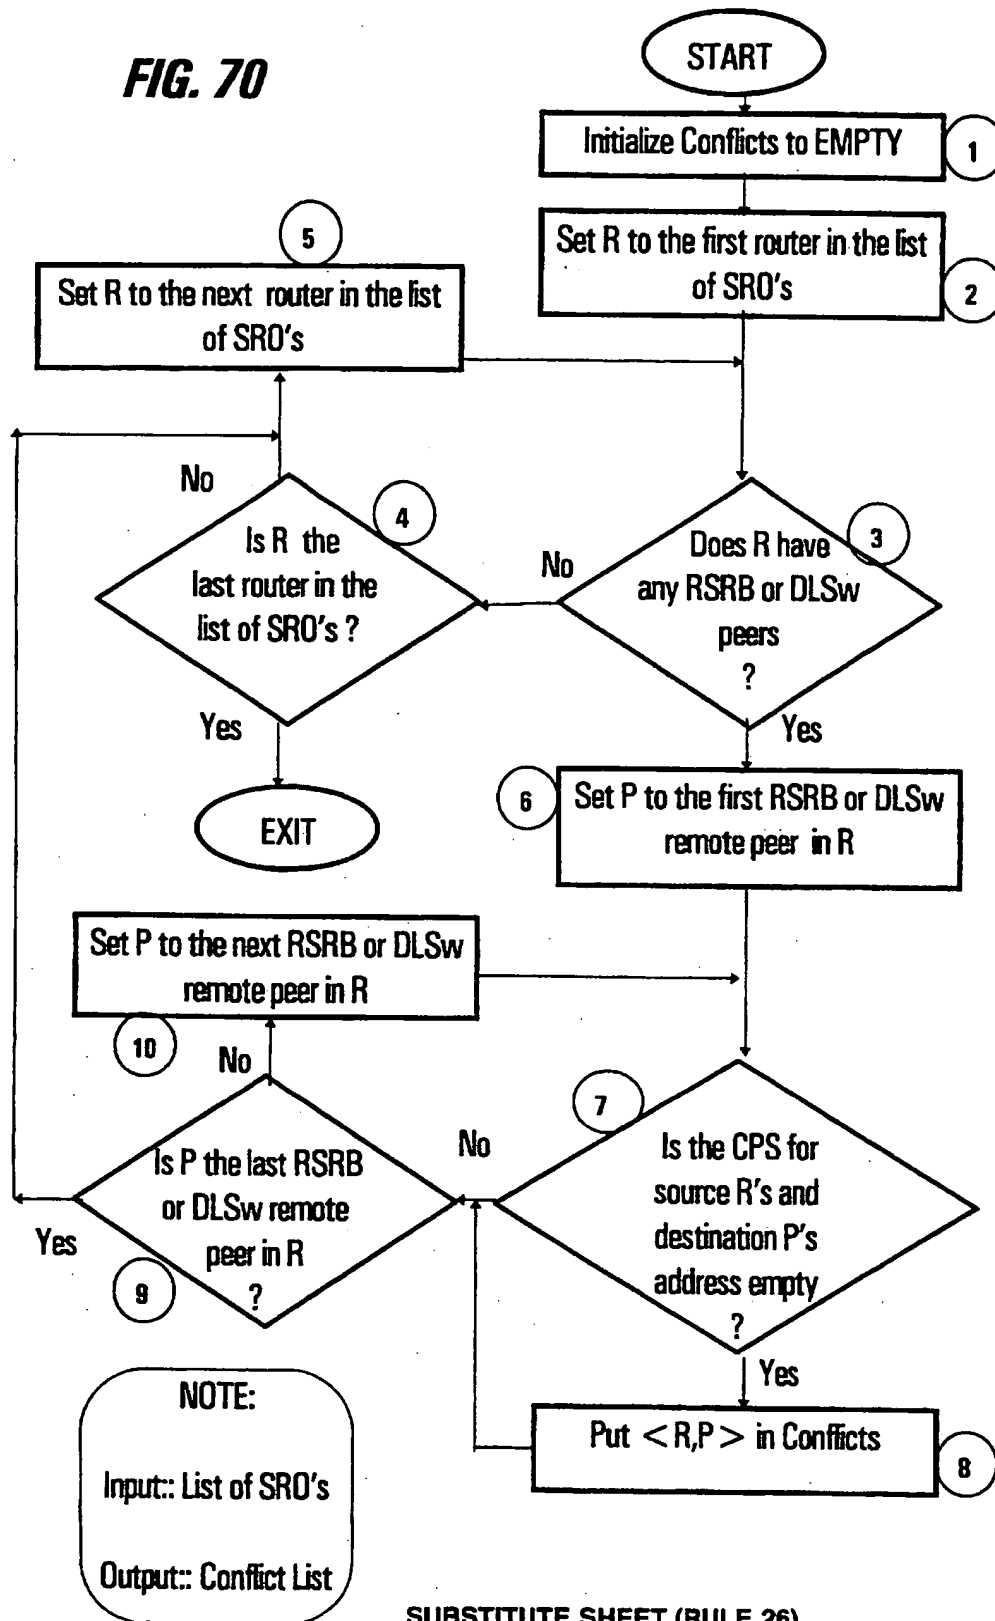 FIG. 70
START
Initialize Conflicts to EMPTY
1
Set R to the first router in the list
of SRO's
2
5
Set R to the next router in the list
of SRO's
No
4
Is R the
last router in the
list of SRO's ?
Yes
EXIT
No
3
Does R have
any RSRB or DLSw
peers
?
Yes
6
Set P to the first RSRB or DLSw
remote peer in R
Set P to the next RSRB or DLSw
remote peer in R
10
No
7
Is the CPS for
source R's and
destination P's
address empty
?
No
Is P the last RSRB
or DLSw remote
peer in R
?
Yes
9
Yes
Put <R,P> in Conflicts
8
NOTE:
Input:: List of SRO's
Output:: Conflict List
SUBSTITUTE SHEET (RULE 26)